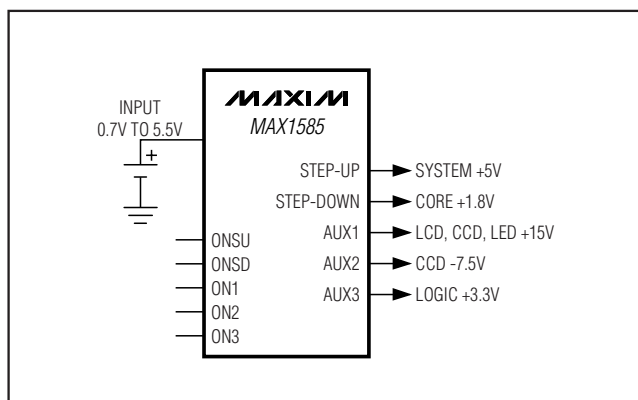 MAXIM
MAX1585
INPUT
0.7V TO 5.5V
+
STEP-UP
SYSTEM +5V
STEP-DOWN
CORE +1.8V
AUX1
LCD, CCD, LED +15V
AUX2
CCD -7.5V
AUX3
LOGIC +3.3V
ONSU
ONSD
ON1
ON2
ON3